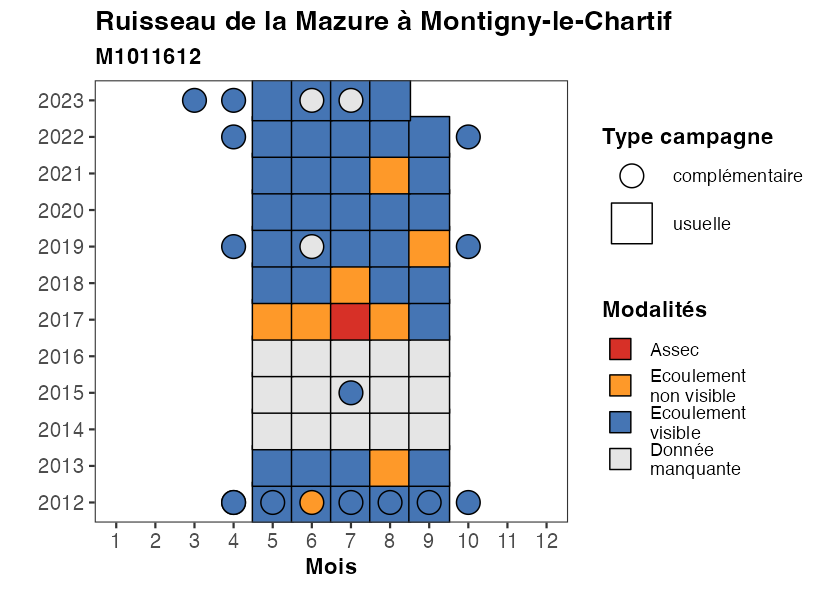 Ruisseau de la Mazure à Montigny-le-Chartif
M1011612
2023
2022
2021
2020
2019
2018
2017
2016
2015
2014
2013
2012
1 2 3 4 5 6 7 8 9 10 11 12
Mois
Type campagne
complémentaire
usuelle
Modalités
Assec
Ecoulement
non visible
Ecoulement
visible
Donnée
manquante